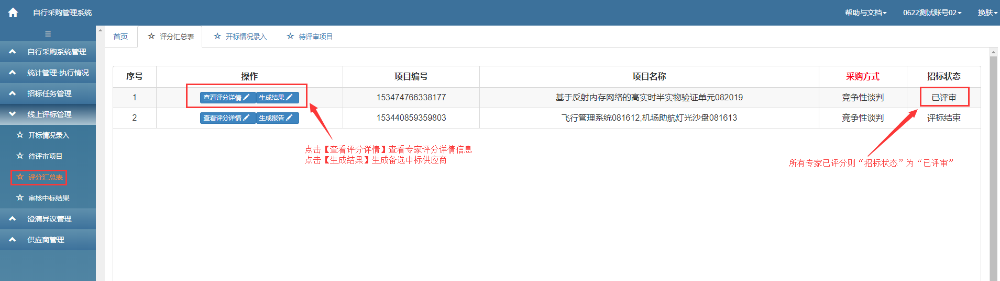 自行采购管理系统
帮助与文档 0622测试账号02 换肤
自行采购系统管理
统计管理-执行情况
招标任务管理
线上评标管理
开标情况录入
待评审项目
评分汇总表
审核中标结果
澄清异议管理
供应商管理
首页 评分汇总表 开标情况录入 待评审项目
序号 操作 项目编号 项目名称 采购方式 招标状态
1 查看评分详情 生成结果 153474766338177 基于反射内存网络的高实时半实物验证单元082019 竞争性谈判 已评审
2 查看评分详情 生成报告 153440859359803 飞行管理系统081612,机场助航灯光沙盘081613 竞争性谈判 评标结束
点击【查看评分详情】查看专家评分详情信息
点击【生成结果】生成备选中标供应商
所有专家已评分则“招标状态”为“已评审”